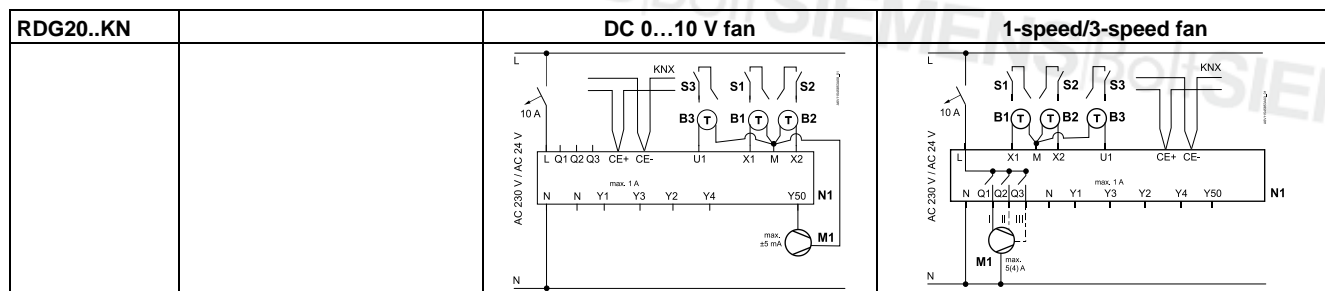 SIEMENS|Bolt|SIEMENS
RDG20..KN
DC 0…10 V fan
1-speed/3-speed fan
L
KNX
S3 S1 S2
10 A
B3 T B1 T T B2
AC 230 V / AC 24 V
L Q1 Q2 Q3 CE+ CE- U1 X1 M X2
max. 1 A
N N Y1 Y3 Y2 Y4 Y50 N1
max.
±5 mA
M1
N
L
KNX
S1 S2 S3
10 A
B1 T T B2 T B3
AC 230 V / AC 24 V
L X1 M X2 U1 CE+ CE-
max. 1 A
N Q1 Q2 Q3 N Y1 Y3 Y2 Y4 Y50 N1
I II III
M1
max.
5(4) A
N